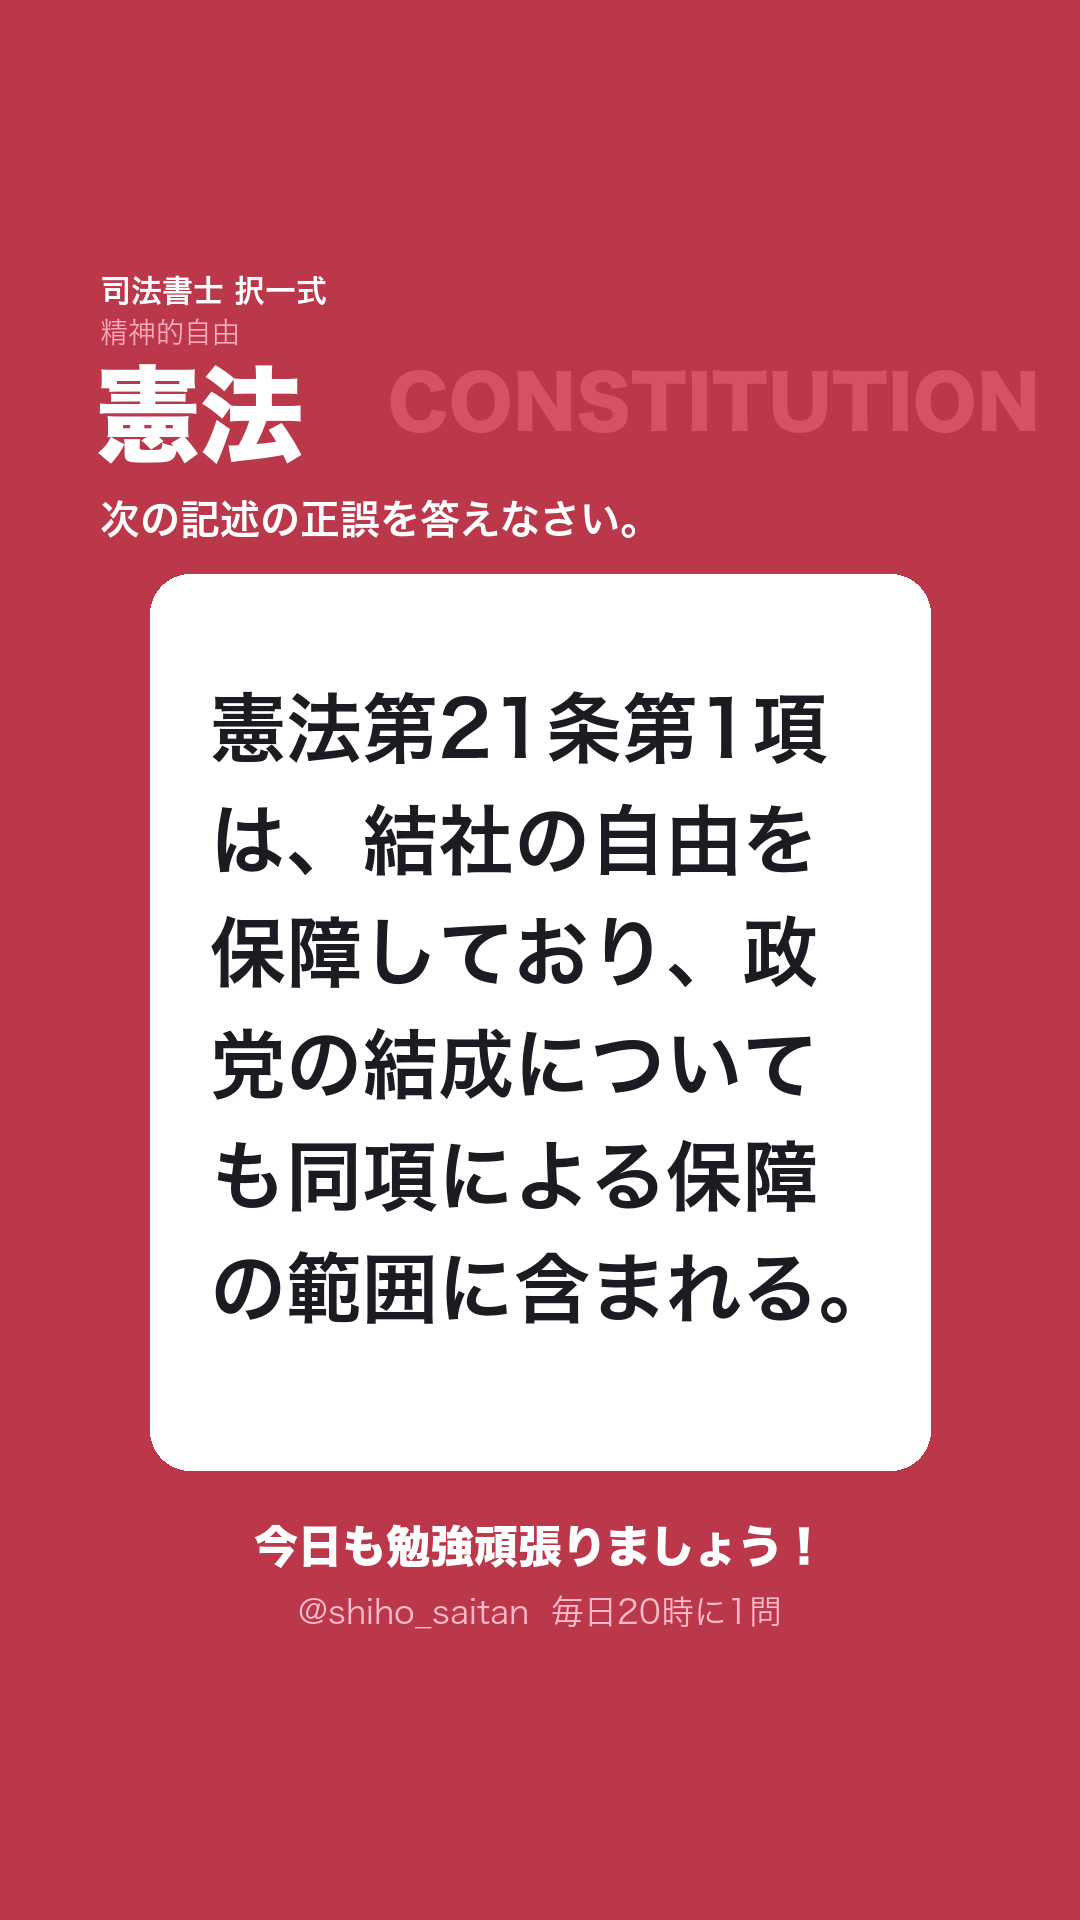 司法書士 択一式
精神的自由
憲法
CONSTITUTION
次の記述の正誤を答えなさい。
憲法第21条第1項
は、結社の自由を
保障しており、政
党の結成について
も同項による保障
の範囲に含まれる。
今日も勉強頑張りましょう！
@shiho_saitan 毎日20時に1問